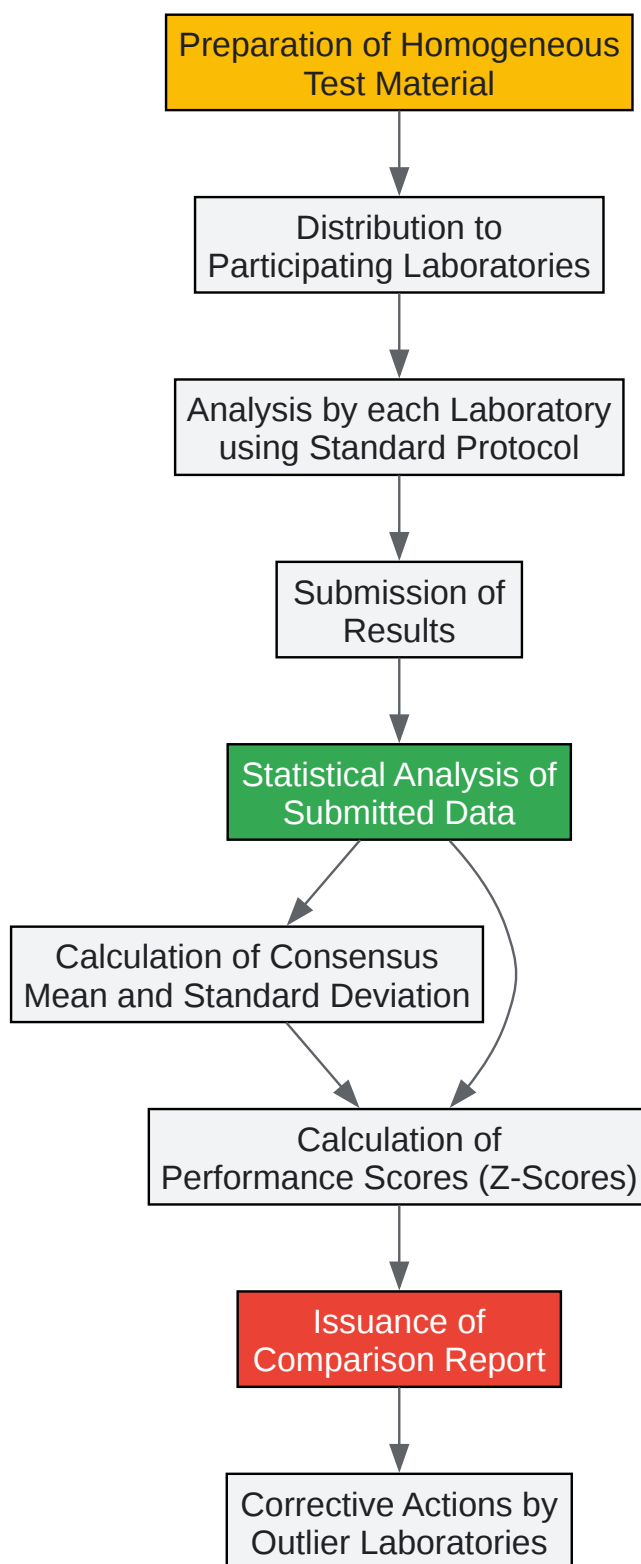 Preparation of Homogeneous
Test Material
Distribution to
Participating Laboratories
Analysis by each Laboratory
using Standard Protocol
Submission of
Results
Statistical Analysis of
Submitted Data
Calculation of Consensus
Mean and Standard Deviation
Calculation of
Performance Scores (Z-Scores)
Issuance of
Comparison Report
Corrective Actions by
Outlier Laboratories